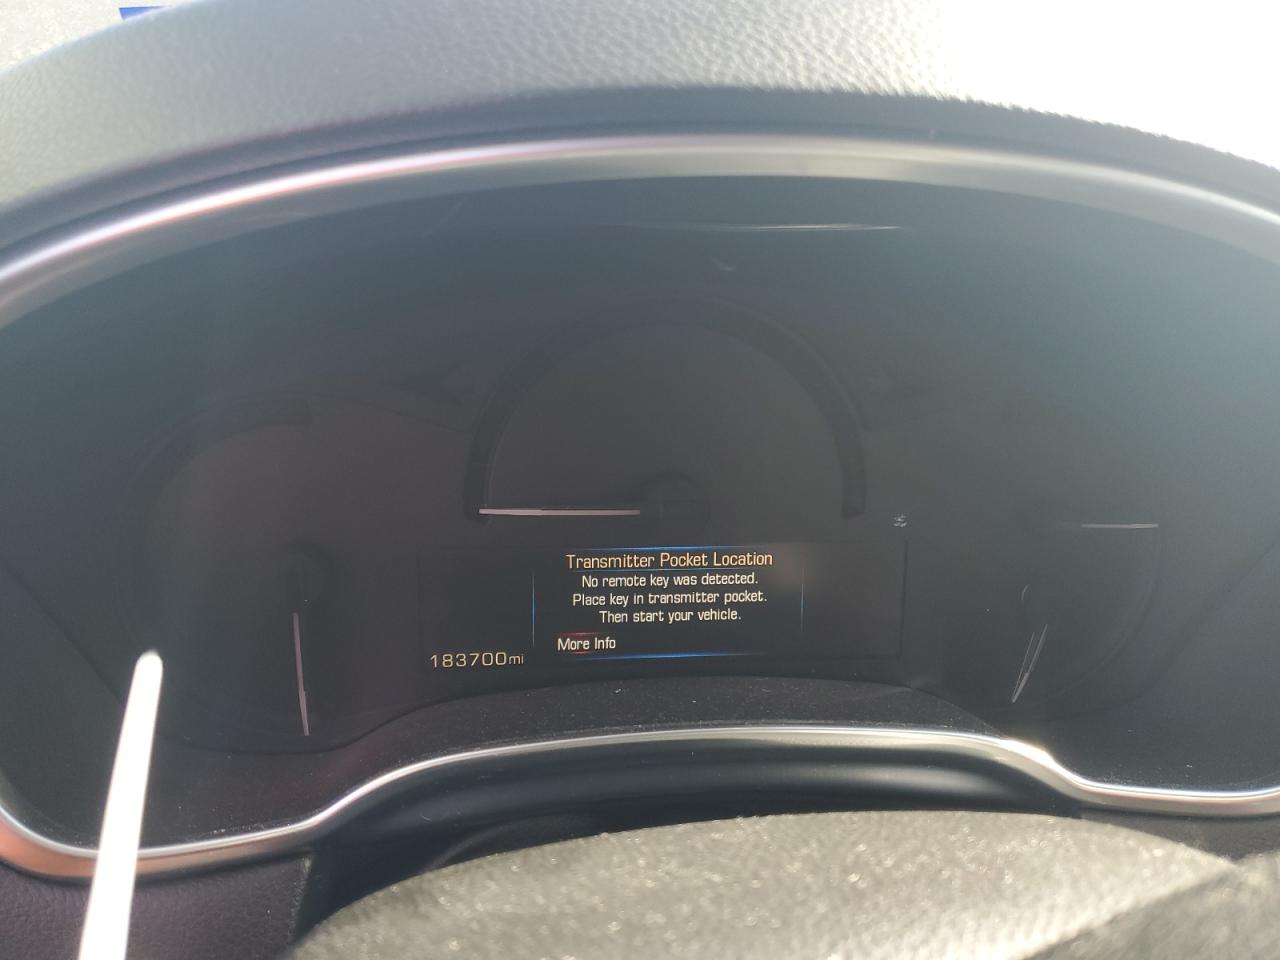 Transmitter Pocket Location
No remote key was detected.
Place key in transmitter pocket.
Then start your vehicle.
More Info
183700mi